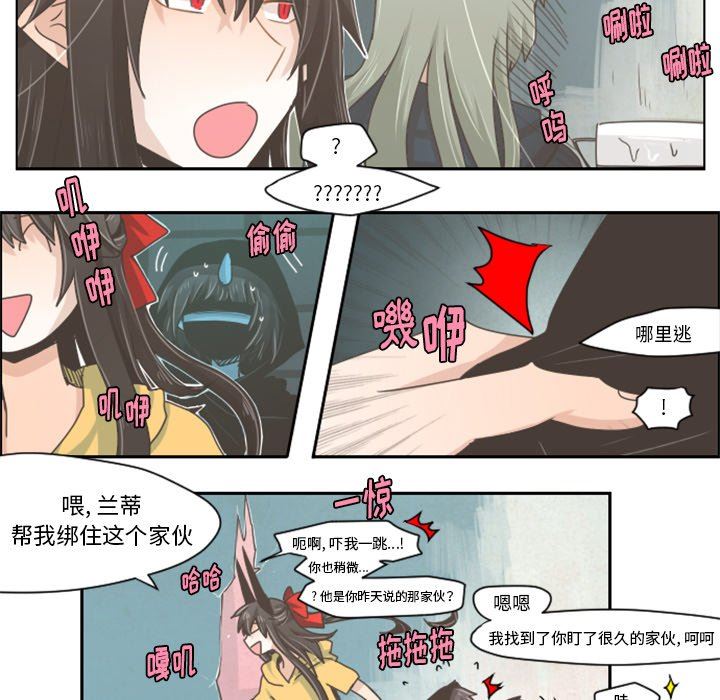 唰啦
唰啦
呼呜
?
???????
叽咿咿
偷偷
叽咿
嘰咿
哪里逃
!
喂, 兰蒂
帮我绑住这个家伙
一惊
呃啊, 吓我一跳...!
你也稍微...
? 他是你昨天说的那家伙?
哈哈
嗯嗯
我找到了你盯了很久的家伙, 呵呵
嘎叽
拖拖拖